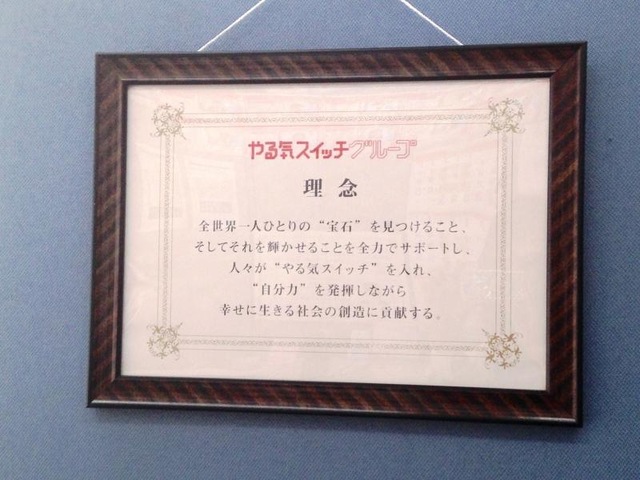 やる気スイッチグループ
理念
全世界一人ひとりの“宝石”を見つけること、
そしてそれを輝かせることを全力でサポートし、
人々が“やる気スイッチ”を入れ、
“自分力”を発揮しながら
幸せに生きる社会の創造に貢献する。